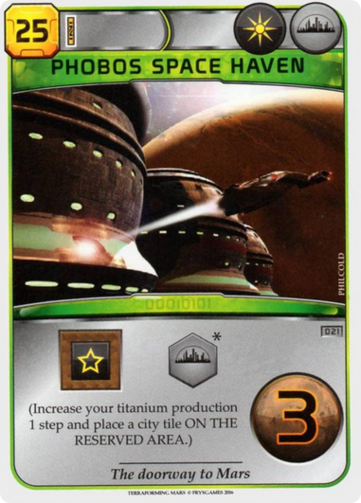 25
PHOBOS SPACE HAVEN
PHILCOLD
021
*
(Increase your titanium production
1 step and place a city tile ON THE
RESERVED AREA.)
3
The doorway to Mars
TERRAFORMING MARS © FRYXGAMES 2016